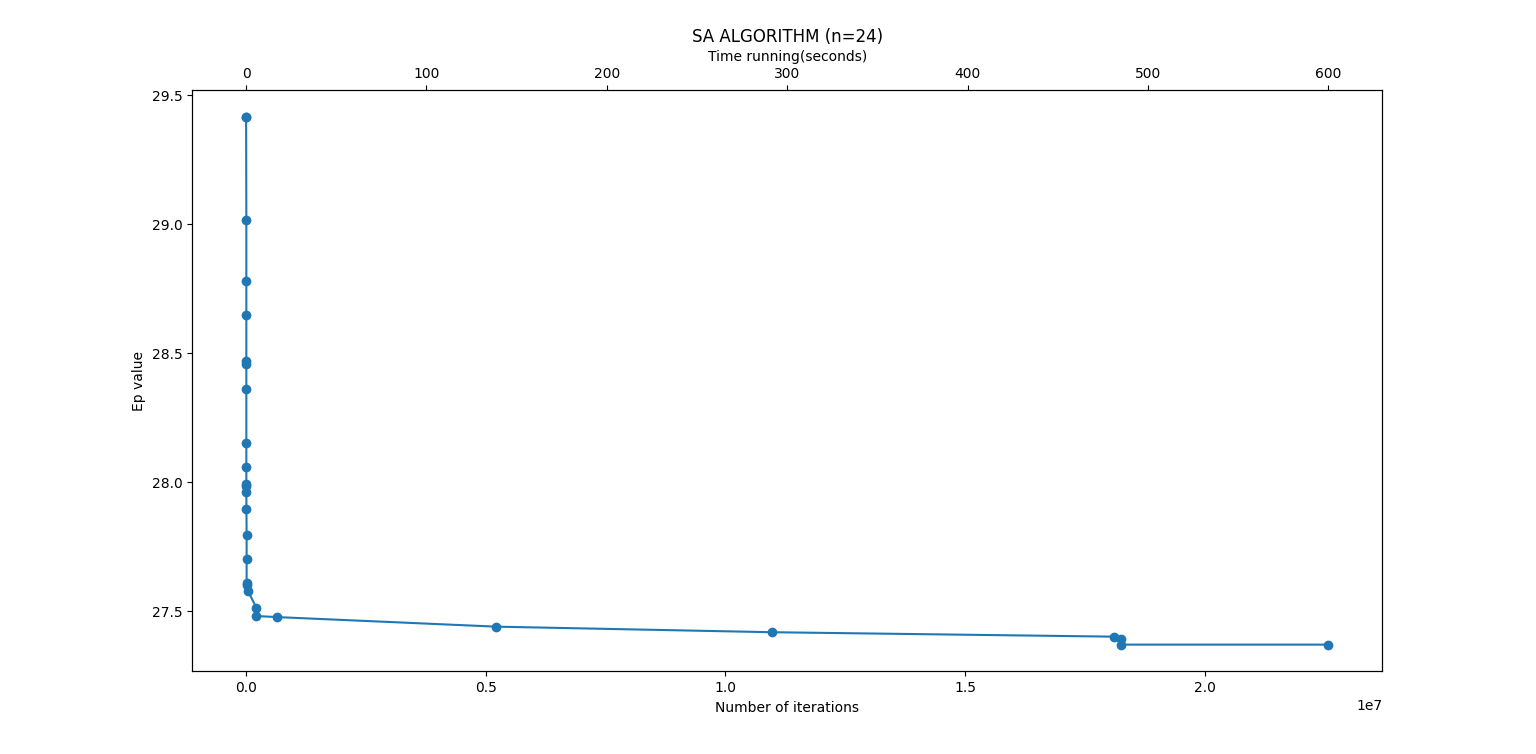 SA ALGORITHM (n=24)
Time running(seconds)
0 100 200 300 400 500 600
29.5
29.0
28.5
28.0
27.5
Ep value
0.0 0.5 1.0 1.5 2.0
1e7
Number of iterations